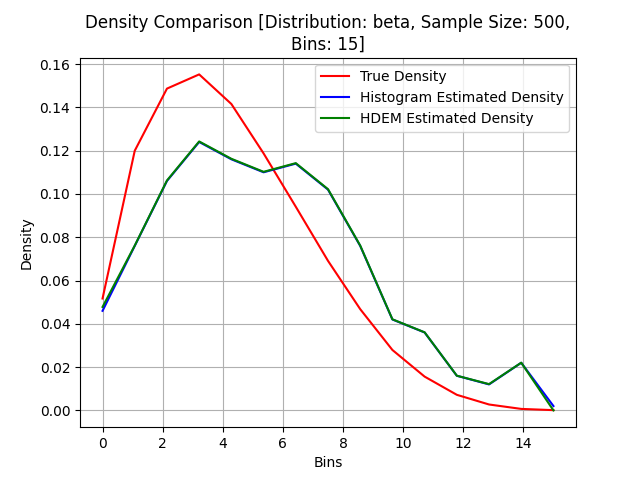 Density Comparison [Distribution: beta, Sample Size: 500,
Bins: 15]
True Density
Histogram Estimated Density
HDEM Estimated Density
Density
0.16
0.14
0.12
0.10
0.08
0.06
0.04
0.02
0.00
0 2 4 6 8 10 12 14
Bins